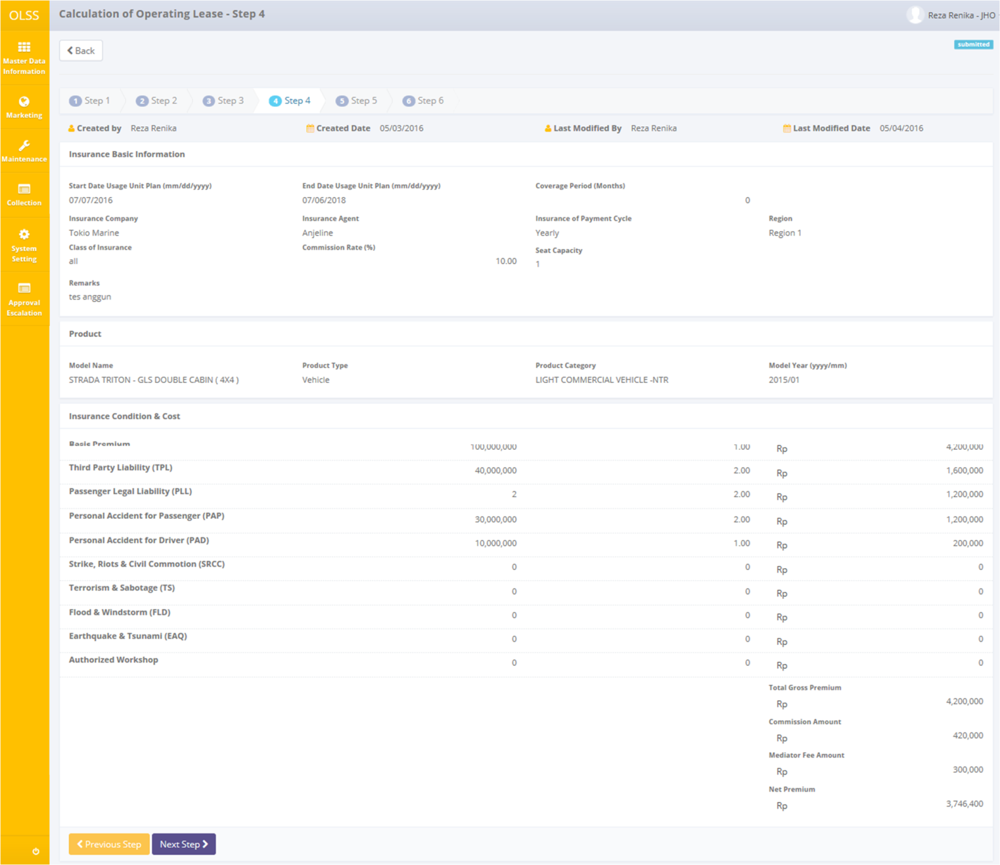 OLSS
Calculation of Operating Lease - Step 4
Reza Renika - JHO
Back
submitted
Master Data
Information
Marketing
Maintenance
Collection
System
Setting
Approval
Escalation
1 Step 1 2 Step 2 3 Step 3 4 Step 4 5 Step 5 6 Step 6
Created by Reza Renika Created Date 05/03/2016 Last Modified By Reza Renika Last Modified Date 05/04/2016
Insurance Basic Information
Start Date Usage Unit Plan (mm/dd/yyyy) End Date Usage Unit Plan (mm/dd/yyyy) Coverage Period (Months)
07/07/2016 07/06/2018 0
Insurance Company Insurance Agent Insurance of Payment Cycle Region
Tokio Marine Anjeline Yearly Region 1
Class of Insurance Commission Rate (%) Seat Capacity
all 10.00 1
Remarks
tes anggun
Product
Model Name Product Type Product Category Model Year (yyyy/mm)
STRADA TRITON - GLS DOUBLE CABIN ( 4X4 ) Vehicle LIGHT COMMERCIAL VEHICLE -NTR 2015/01
Insurance Condition & Cost
Basic Premium 100,000,000 1.00 Rp 4,200,000
Third Party Liability (TPL) 40,000,000 2.00 Rp 1,600,000
Passenger Legal Liability (PLL) 2 2.00 Rp 1,200,000
Personal Accident for Passenger (PAP) 30,000,000 2.00 Rp 1,200,000
Personal Accident for Driver (PAD) 10,000,000 1.00 Rp 200,000
Strike, Riots & Civil Commotion (SRCC) 0 0 Rp 0
Terrorism & Sabotage (TS) 0 0 Rp 0
Flood & Windstorm (FLD) 0 0 Rp 0
Earthquake & Tsunami (EAQ) 0 0 Rp 0
Authorized Workshop 0 0 Rp 0
Total Gross Premium
Rp 4,200,000
Commission Amount
Rp 420,000
Mediator Fee Amount
Rp 300,000
Net Premium
Rp 3,746,400
Previous Step Next Step